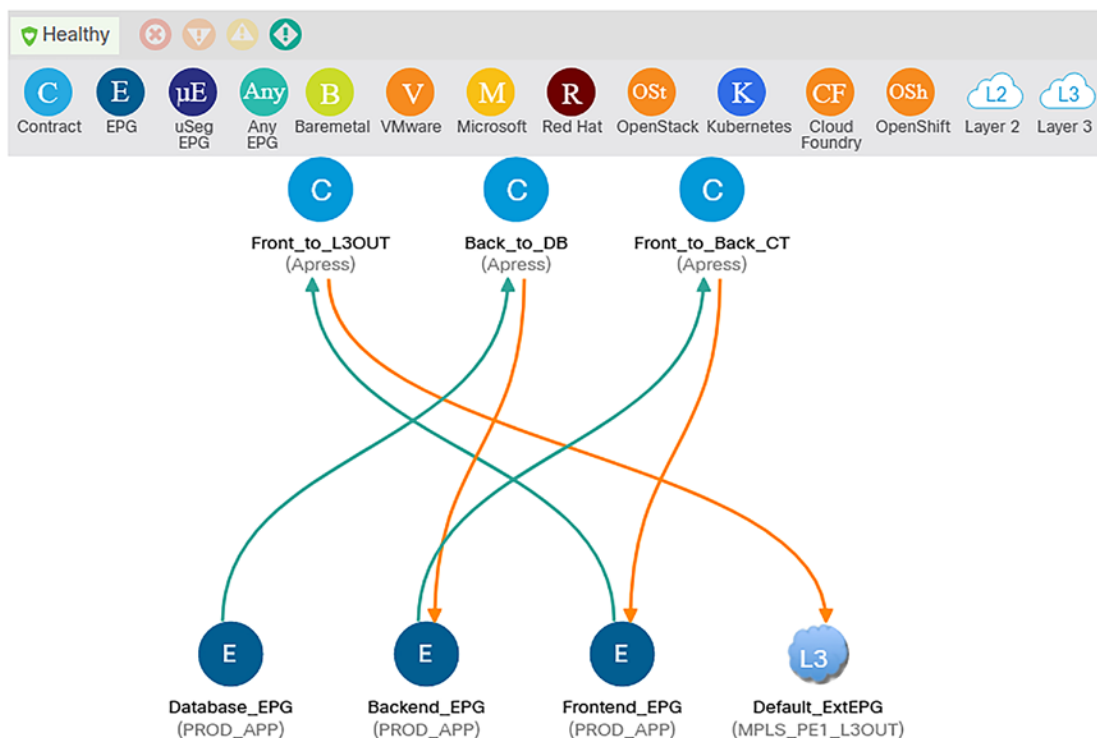 Healthy
C E µE Any B V M R OSt K CF OSh L2 L3
Contract EPG uSeg EPG Any EPG Baremetal VMware Microsoft Red Hat OpenStack Kubernetes Cloud Foundry OpenShift Layer 2 Layer 3
C C C
Front_to_L3OUT Back_to_DB Front_to_Back_CT
(Apress) (Apress) (Apress)
E E E L3
Database_EPG Backend_EPG Frontend_EPG Default_ExtEPG
(PROD_APP) (PROD_APP) (PROD_APP) (MPLS_PE1_L3OUT)